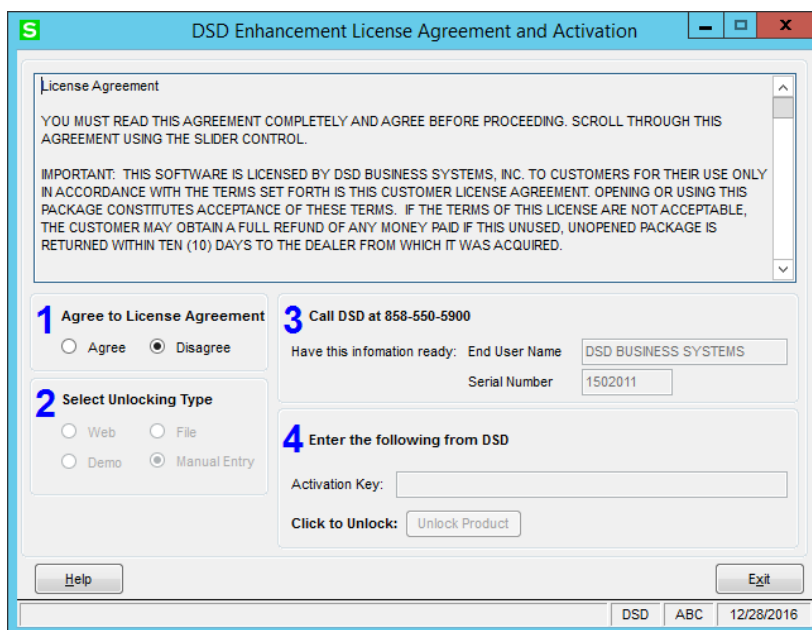 S
DSD Enhancement License Agreement and Activation
License Agreement
YOU MUST READ THIS AGREEMENT COMPLETELY AND AGREE BEFORE PROCEEDING. SCROLL THROUGH THIS
AGREEMENT USING THE SLIDER CONTROL.
IMPORTANT:  THIS SOFTWARE IS LICENSED BY DSD BUSINESS SYSTEMS, INC. TO CUSTOMERS FOR THEIR USE ONLY
IN ACCORDANCE WITH THE TERMS SET FORTH IS THIS CUSTOMER LICENSE AGREEMENT. OPENING OR USING THIS
PACKAGE CONSTITUTES ACCEPTANCE OF THESE TERMS.  IF THE TERMS OF THIS LICENSE ARE NOT ACCEPTABLE,
THE CUSTOMER MAY OBTAIN A FULL REFUND OF ANY MONEY PAID IF THIS UNUSED, UNOPENED PACKAGE IS
RETURNED WITHIN TEN (10) DAYS TO THE DEALER FROM WHICH IT WAS ACQUIRED.
1 Agree to License Agreement
Agree Disagree
2 Select Unlocking Type
Web File
Demo Manual Entry
3 Call DSD at 858-550-5900
Have this infomation ready: End User Name DSD BUSINESS SYSTEMS
Serial Number 1502011
4 Enter the following from DSD
Activation Key:
Click to Unlock: Unlock Product
Help Exit
DSD ABC 12/28/2016